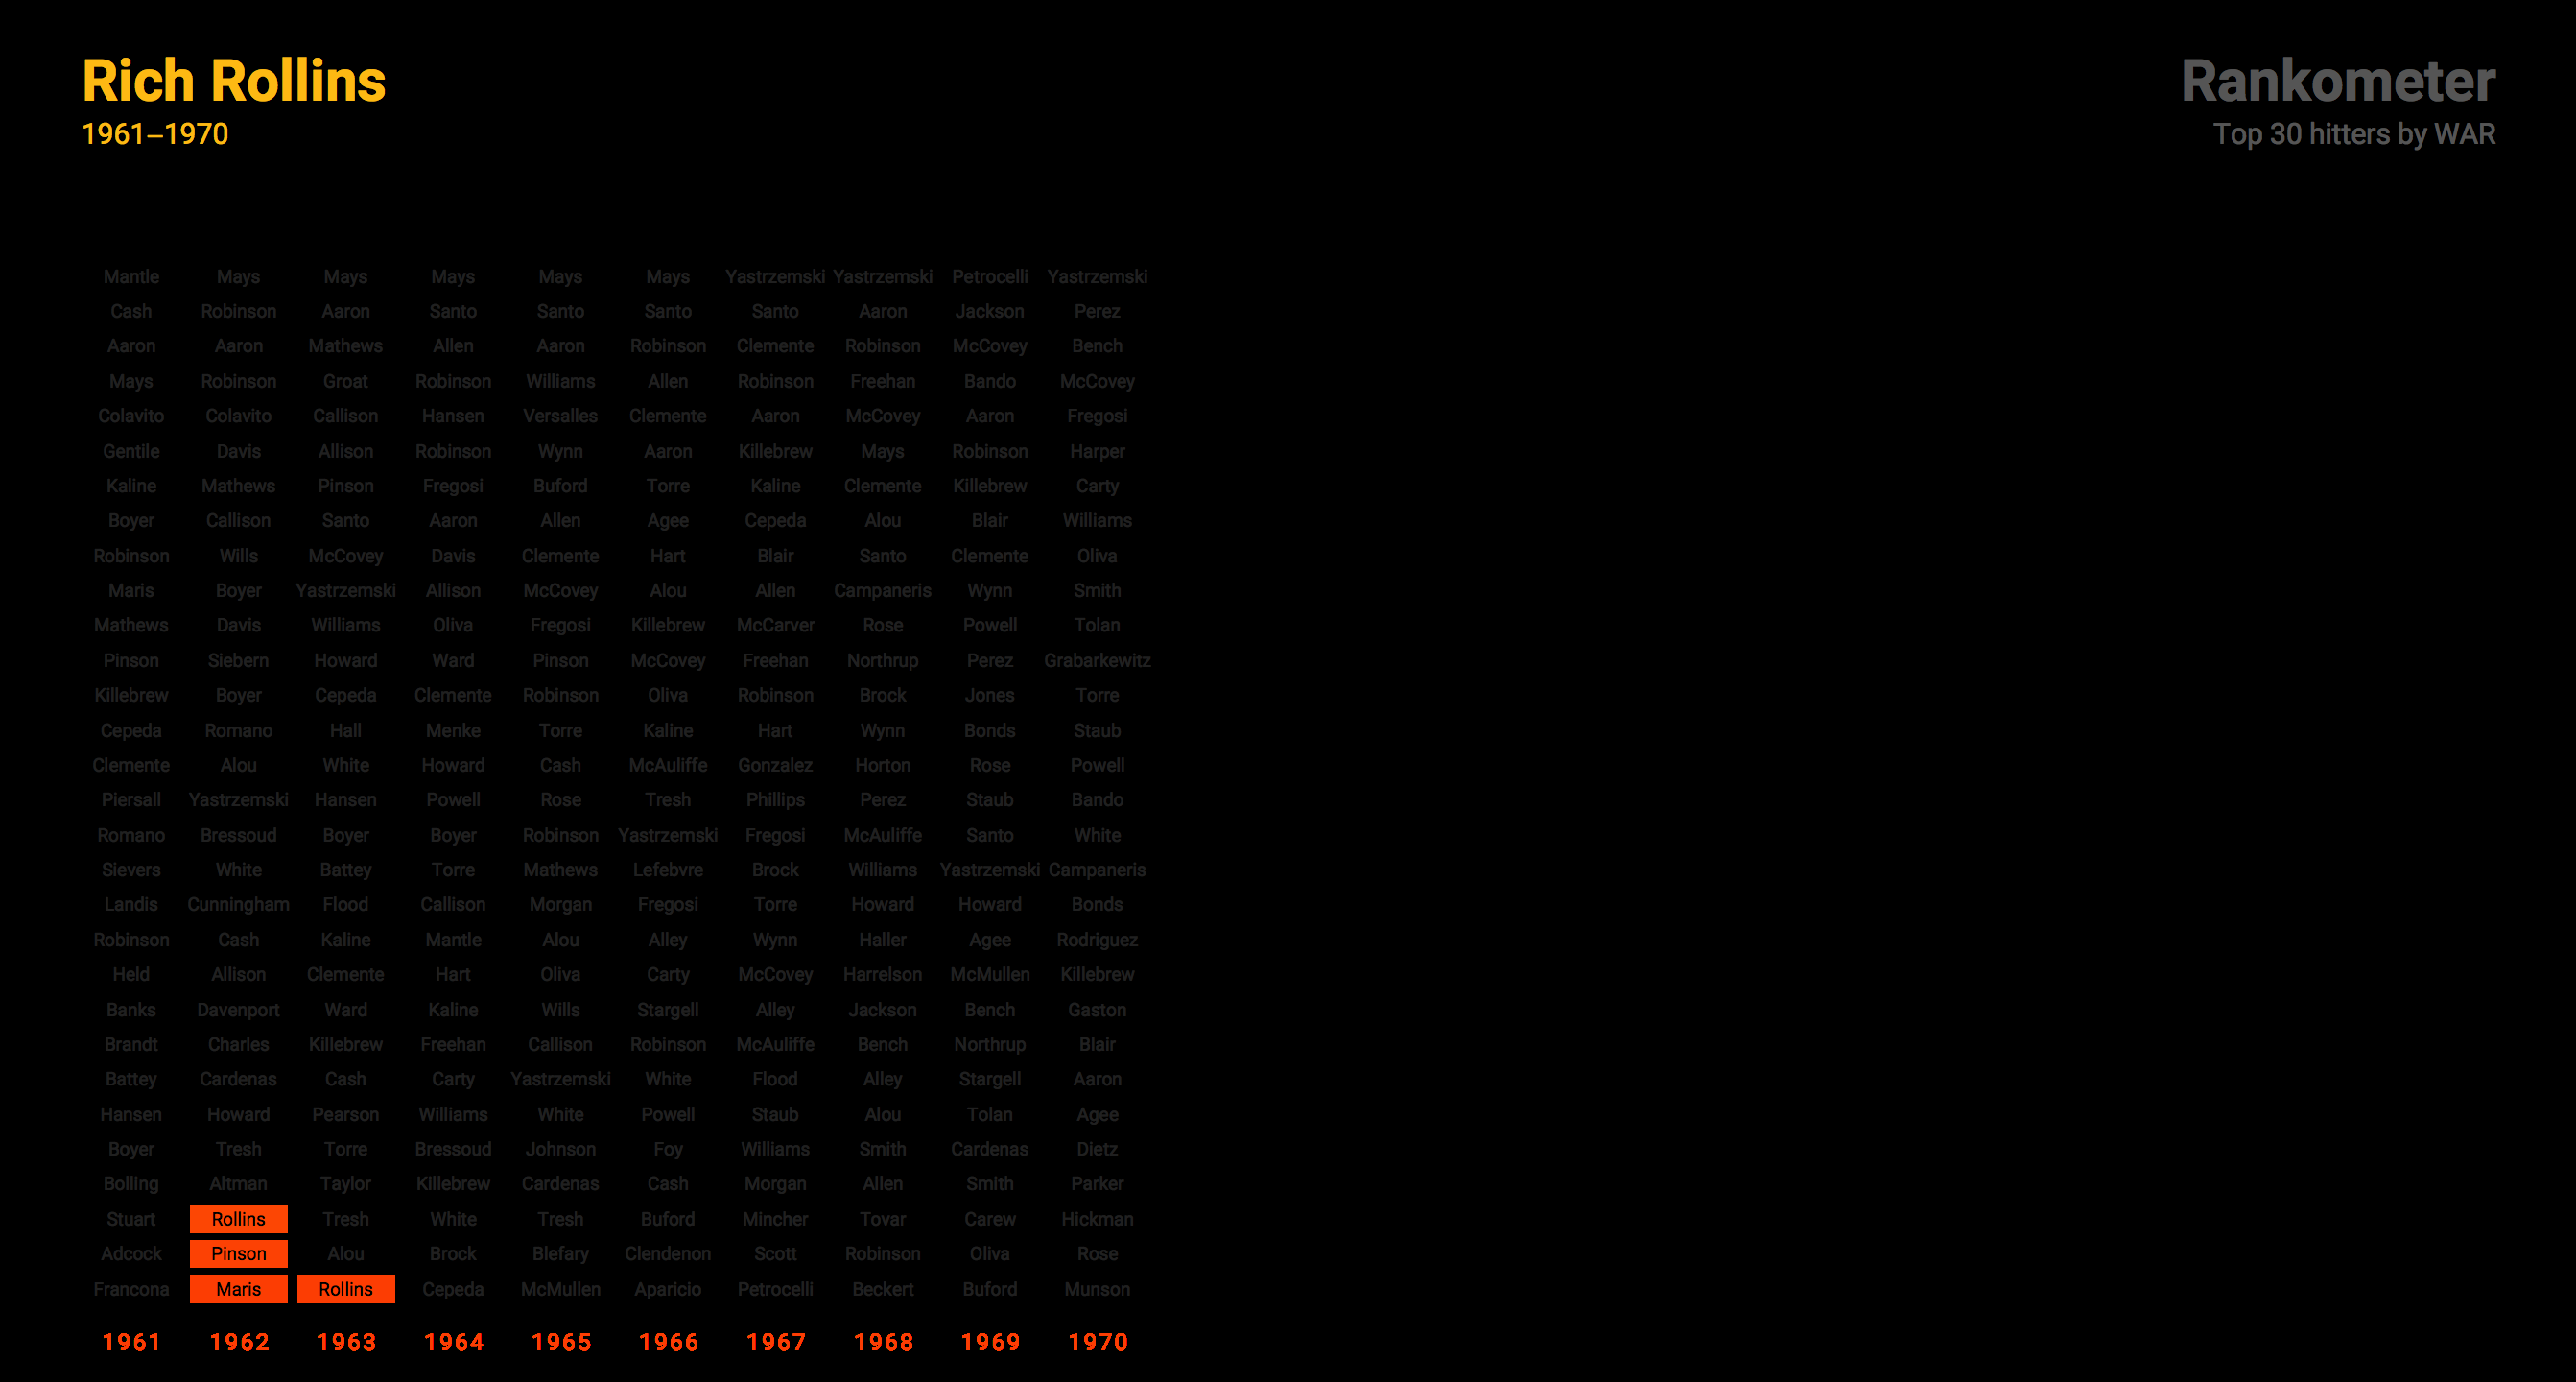 Rich Rollins
1961–1970
Rankometer
Top 30 hitters by WAR
Mantle Mays Mays Mays Mays Mays Yastrzemski Yastrzemski Petrocelli Yastrzemski
Cash Robinson Aaron Santo Santo Santo Santo Aaron Jackson Perez
Aaron Aaron Mathews Allen Aaron Robinson Clemente Robinson McCovey Bench
Mays Robinson Groat Robinson Williams Allen Robinson Freehan Bando McCovey
Colavito Colavito Callison Hansen Versalles Clemente Aaron McCovey Aaron Fregosi
Gentile Davis Allison Robinson Wynn Aaron Killebrew Mays Robinson Harper
Kaline Mathews Pinson Fregosi Buford Torre Kaline Clemente Killebrew Carty
Boyer Callison Santo Aaron Allen Agee Cepeda Alou Blair Williams
Robinson Wills McCovey Davis Clemente Hart Blair Santo Clemente Oliva
Maris Boyer Yastrzemski Allison McCovey Alou Allen Campaneris Wynn Smith
Mathews Davis Williams Oliva Fregosi Killebrew McCarver Rose Powell Tolan
Pinson Siebern Howard Ward Pinson McCovey Freehan Northrup Perez Grabarkewitz
Killebrew Boyer Cepeda Clemente Robinson Oliva Robinson Brock Jones Torre
Cepeda Romano Hall Menke Torre Kaline Hart Wynn Bonds Staub
Clemente Alou White Howard Cash McAuliffe Gonzalez Horton Rose Powell
Piersall Yastrzemski Hansen Powell Rose Tresh Phillips Perez Staub Bando
Romano Bressoud Boyer Boyer Robinson Yastrzemski Fregosi McAuliffe Santo White
Sievers White Battey Torre Mathews Lefebvre Brock Williams Yastrzemski Campaneris
Landis Cunningham Flood Callison Morgan Fregosi Torre Howard Howard Bonds
Robinson Cash Kaline Mantle Alou Alley Wynn Haller Agee Rodriguez
Held Allison Clemente Hart Oliva Carty McCovey Harrelson McMullen Killebrew
Banks Davenport Ward Kaline Wills Stargell Alley Jackson Bench Gaston
Brandt Charles Killebrew Freehan Callison Robinson McAuliffe Bench Northrup Blair
Battey Cardenas Cash Carty Yastrzemski White Flood Alley Stargell Aaron
Hansen Howard Pearson Williams White Powell Staub Alou Tolan Agee
Boyer Tresh Torre Bressoud Johnson Foy Williams Smith Cardenas Dietz
Bolling Altman Taylor Killebrew Cardenas Cash Morgan Allen Smith Parker
Stuart Rollins Tresh White Tresh Buford Mincher Tovar Carew Hickman
Adcock Pinson Alou Brock Blefary Clendenon Scott Robinson Oliva Rose
Francona Maris Rollins Cepeda McMullen Aparicio Petrocelli Beckert Buford Munson
1961 1962 1963 1964 1965 1966 1967 1968 1969 1970